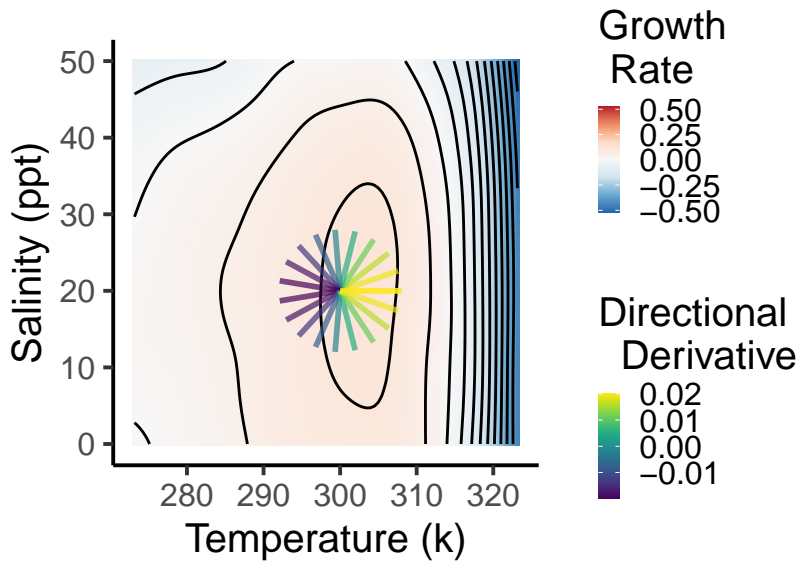 50
40
30
20
10
0
Salinity (ppt)
280 290 300 310 320
Temperature (k)
Growth
Rate
0.50
0.25
0.00
−0.25
−0.50
Directional
Derivative
0.02
0.01
0.00
−0.01